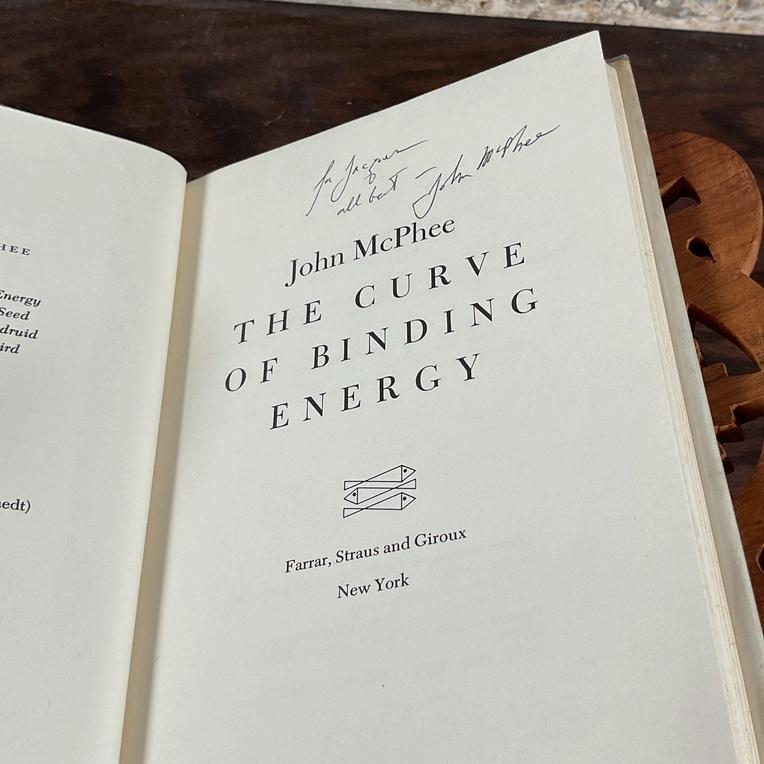 HEE
Energy
Seed
druid
ird
edt)
for Jacques
all best – John McPhee
John McPhee
THE CURVE
OF BINDING
ENERGY
Farrar, Straus and Giroux
New York